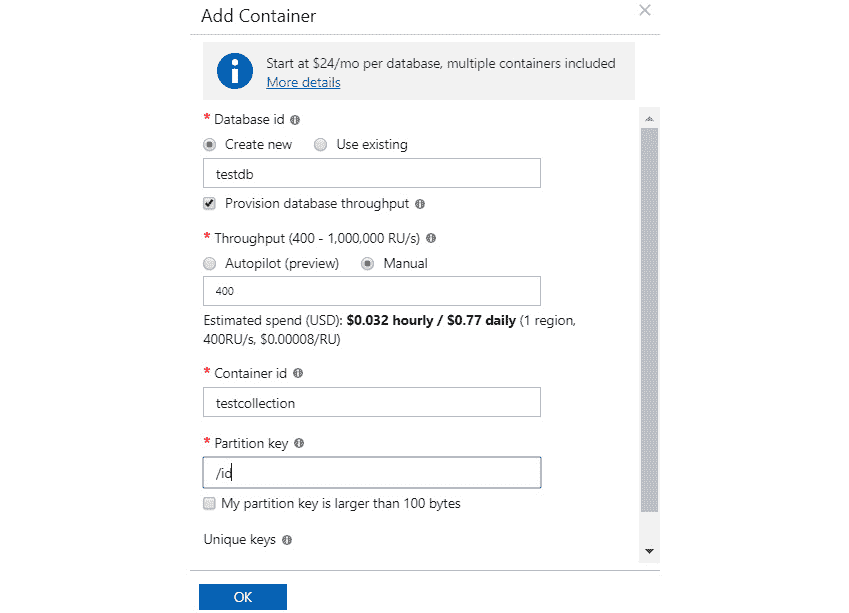 Add Container
Start at $24/mo per database, multiple containers included
More details
* Database id
Create new Use existing
testdb
Provision database throughput
* Throughput (400 - 1,000,000 RU/s)
Autopilot (preview) Manual
400
Estimated spend (USD): $0.032 hourly / $0.77 daily (1 region,
400RU/s, $0.00008/RU)
* Container id
testcollection
* Partition key
/id
My partition key is larger than 100 bytes
Unique keys
OK